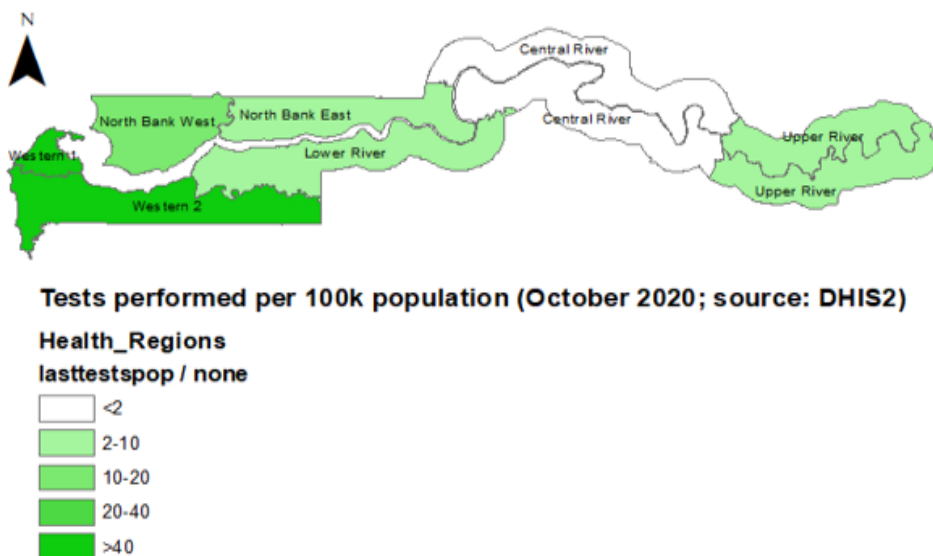 N
Central River
North Bank West
North Bank East
Central River
Western 1
Lower River
Upper River
Upper River
Western 2
Tests performed per 100k population (October 2020; source: DHIS2)
Health_Regions
lasttestspop / none
<2
2-10
10-20
20-40
>40